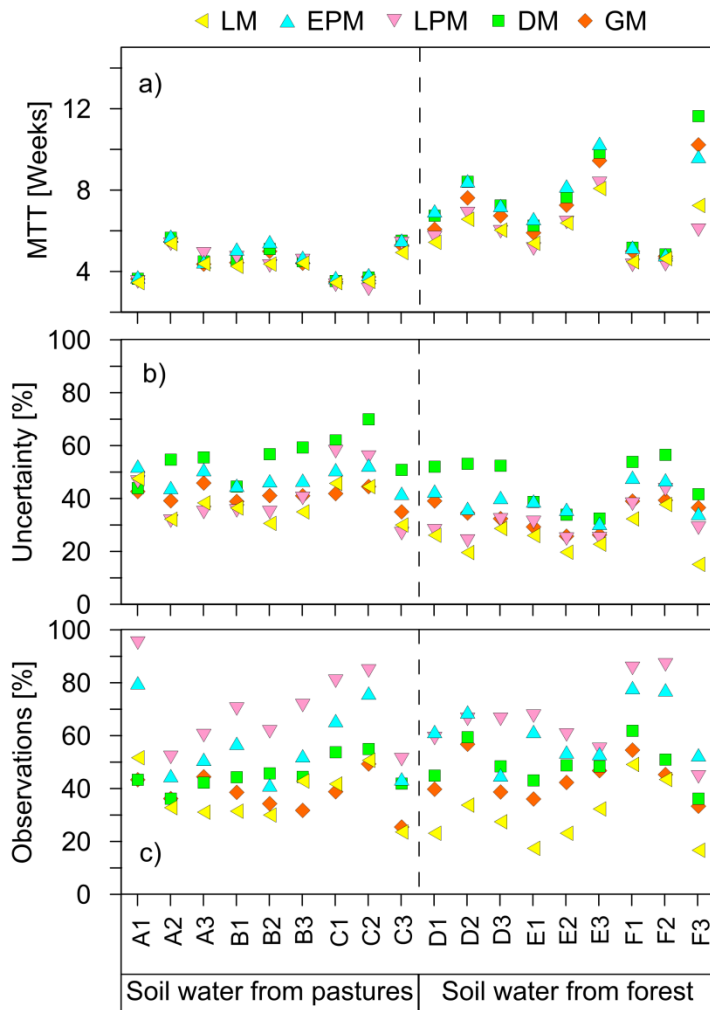 LM EPM LPM DM GM
a)
MTT [Weeks]
12
8
4
b)
Uncertainty [%]
100
80
60
40
20
0
c)
Observations [%]
100
80
60
40
20
0
A1 A2 A3 B1 B2 B3 C1 C2 C3 D1 D2 D3 E1 E2 E3 F1 F2 F3
Soil water from pastures Soil water from forest